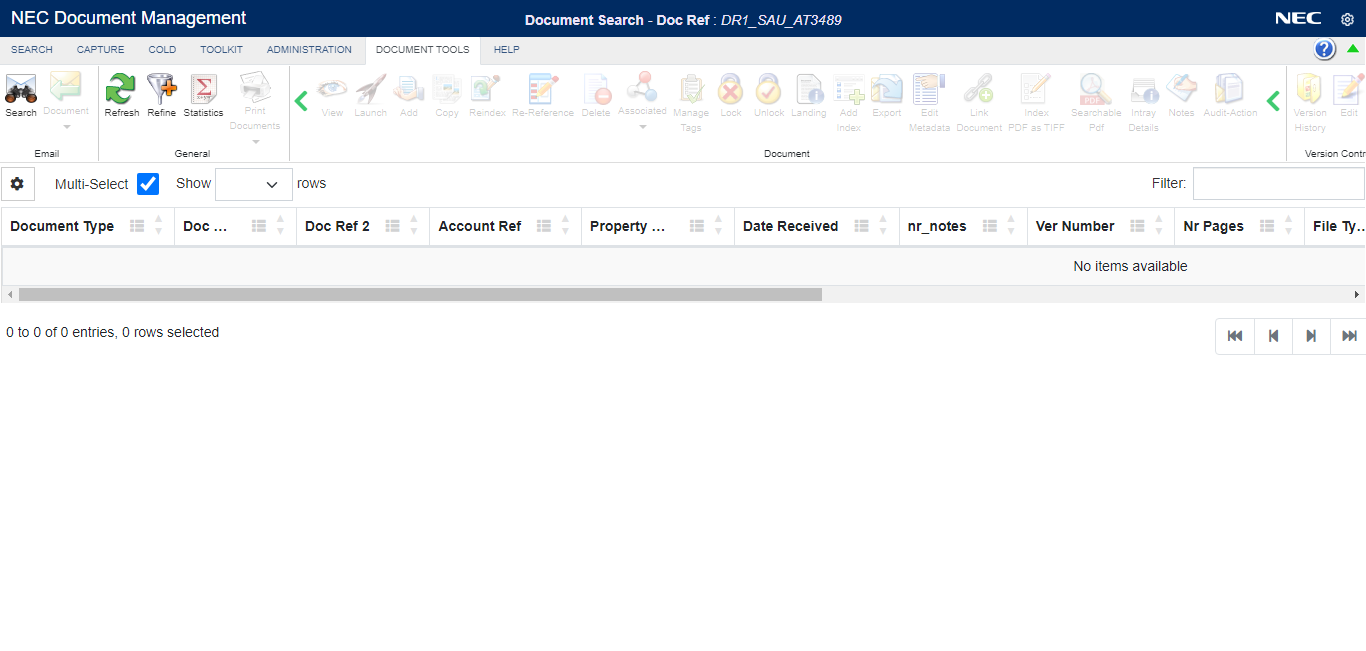 NEC Document Management
Document Search - Doc Ref : DR1_SAU_AT3489
NEC
SEARCH CAPTURE COLD TOOLKIT ADMINISTRATION DOCUMENT TOOLS HELP
Search Document Refresh Refine Statistics Print Documents View Launch Add Copy Reindex Re-Reference Delete Associated Manage Tags Lock Unlock Landing Add Index Export Edit Metadata Link Document Index PDF as TIFF Searchable Pdf Intray Details Notes Audit-Action Version History Edit
Email General Document Version Contr
Multi-Select Show rows Filter:
Document Type Doc ... Doc Ref 2 Account Ref Property ... Date Received nr_notes Ver Number Nr Pages File Ty...
No items available
0 to 0 of 0 entries, 0 rows selected